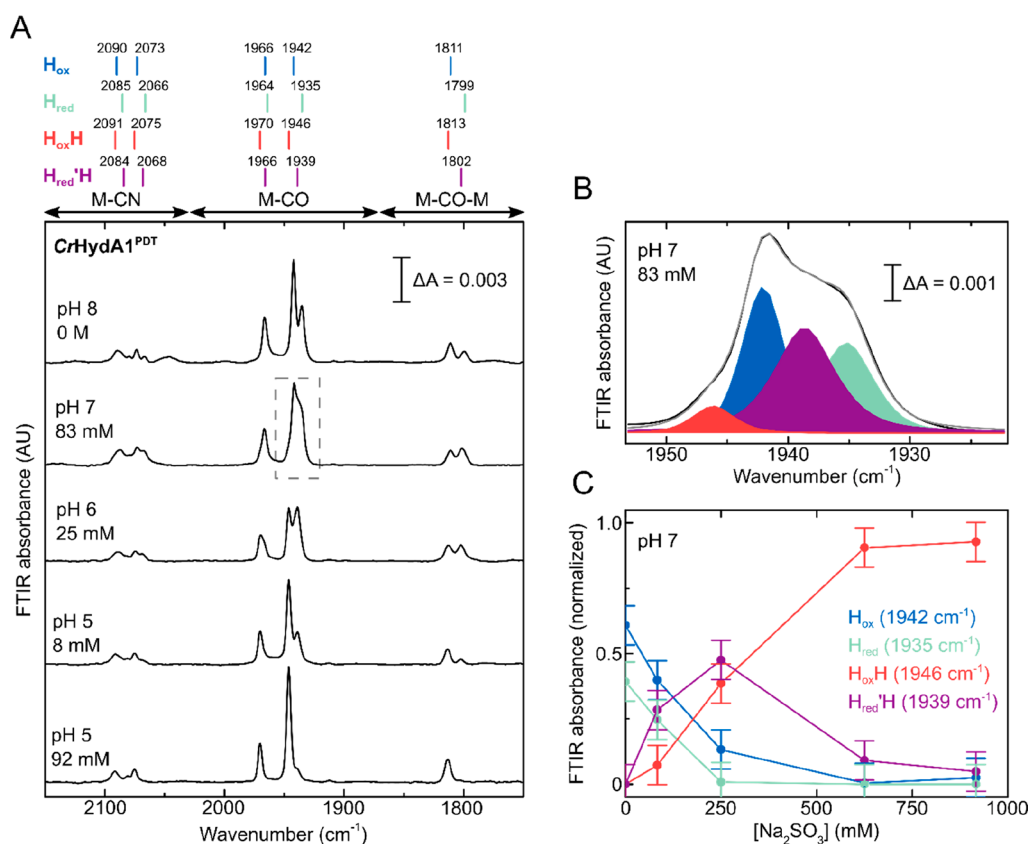 A
2090 2073 1966 1942 1811
Hox
2085 2066 1964 1935 1799
Hred
2091 2075 1970 1946 1813
HoxH
2084 2068 1966 1939 1802
Hred'H
M-CN M-CO M-CO-M
CrHydA1PDT
ΔA = 0.003
pH 8
0 M
pH 7
83 mM
pH 6
25 mM
pH 5
8 mM
pH 5
92 mM
FTIR absorbance (AU)
2100 2000 1900 1800
Wavenumber (cm-1)
B
pH 7
83 mM
ΔA = 0.001
FTIR absorbance (AU)
1950 1940 1930
Wavenumber (cm-1)
C
1.0
pH 7
0.5
0
Hox (1942 cm-1)
Hred (1935 cm-1)
HoxH (1946 cm-1)
Hred'H (1939 cm-1)
FTIR absorbance (normalized)
0 250 500 750 1000
[Na2SO3] (mM)